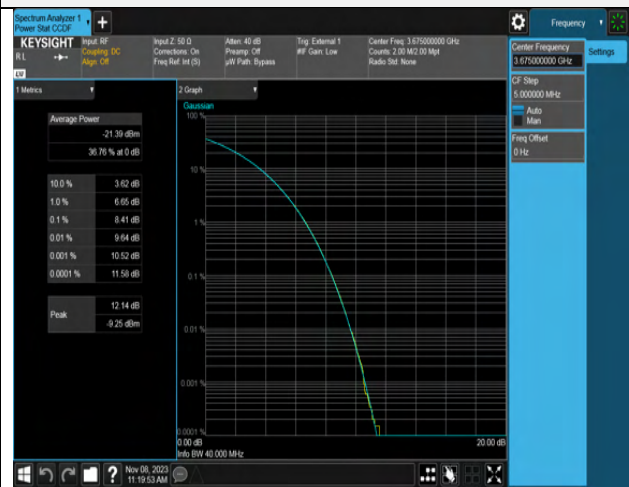 Spectrum Analyzer 1
Power Stat CCDF
+
Frequency
KEYSIGHT
RL
LW
Input: RF
Coupling: DC
Align: Off
Input Z: 50 Ω
Corrections: On
Freq Ref: Int (S)
Atten: 40 dB
Preamp: Off
µW Path: Bypass
Trig: External 1
#IF Gain: Low
Center Freq: 3.675000000 GHz
Counts: 2.00 M/2.00 Mpt
Radio Std: None
Center Frequency
3.675000000 GHz
Settings
CF Step
5.000000 MHz
Auto
Man
Freq Offset
0 Hz
1 Metrics
Average Power
-21.39 dBm
36.76 % at 0 dB
10.0 % 3.62 dB
1.0 % 6.65 dB
0.1 % 8.41 dB
0.01 % 9.64 dB
0.001 % 10.52 dB
0.0001 % 11.58 dB
Peak 12.14 dB
-9.25 dBm
2 Graph
Gaussian
100 %
10 %
1 %
0.1 %
0.01 %
0.001 %
0.0001 %
0.00 dB 20.00 dB
Info BW 40.000 MHz
?
Nov 08, 2023
11:19:53 AM